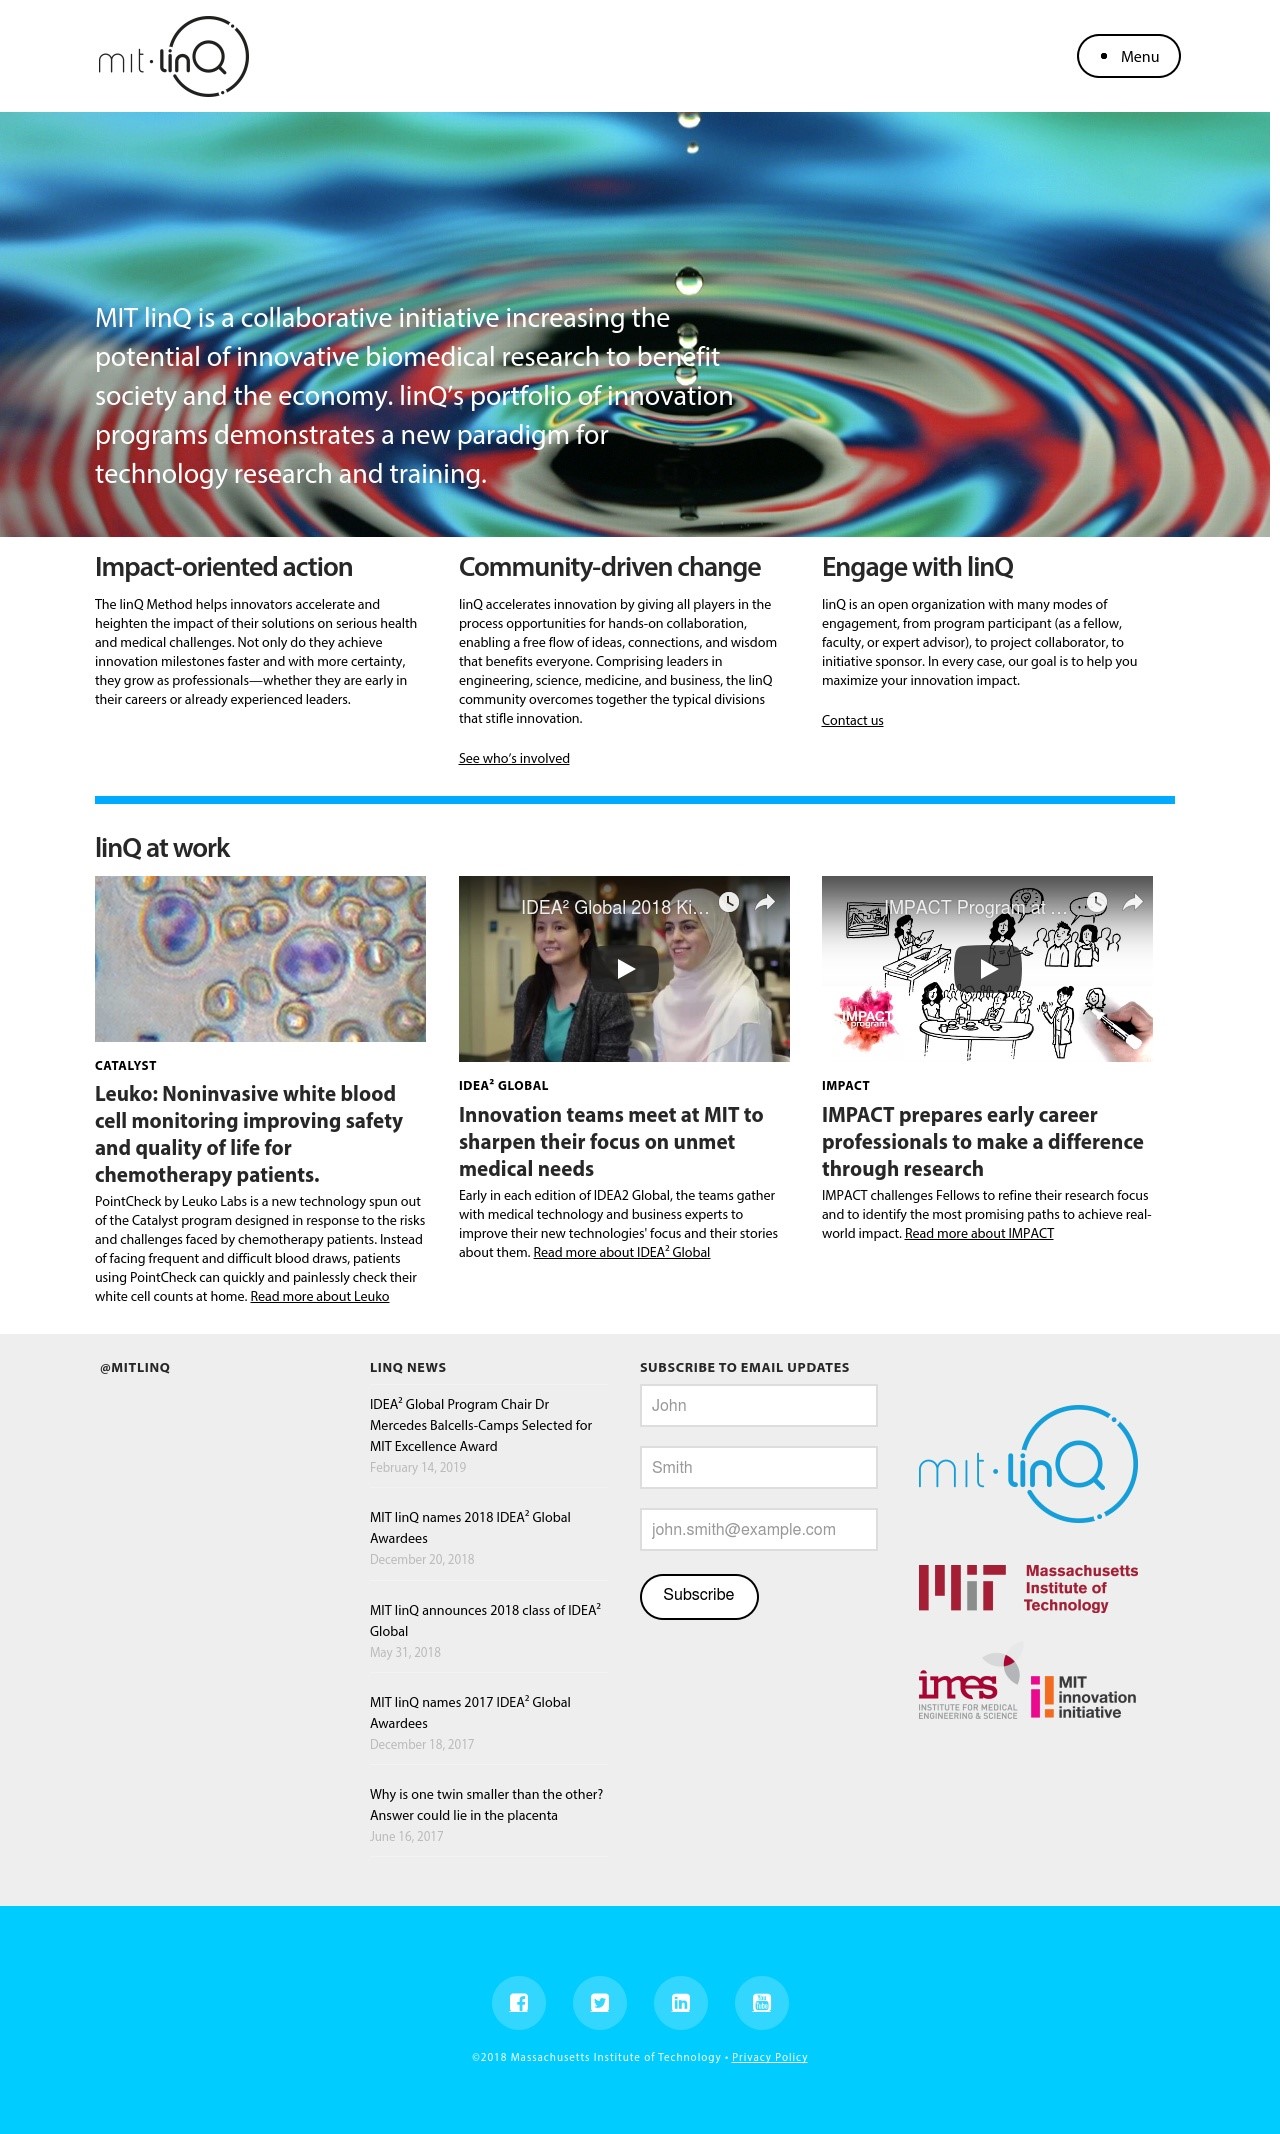 mit·linQ
Menu
MIT linQ is a collaborative initiative increasing the
potential of innovative biomedical research to benefit
society and the economy. linQ’s portfolio of innovation
programs demonstrates a new paradigm for
technology research and training.
Impact-oriented action
The linQ Method helps innovators accelerate and
heighten the impact of their solutions on serious health
and medical challenges. Not only do they achieve
innovation milestones faster and with more certainty,
they grow as professionals—whether they are early in
their careers or already experienced leaders.
Community-driven change
linQ accelerates innovation by giving all players in the
process opportunities for hands-on collaboration,
enabling a free flow of ideas, connections, and wisdom
that benefits everyone. Comprising leaders in
engineering, science, medicine, and business, the linQ
community overcomes together the typical divisions
that stifle innovation.
See who’s involved
Engage with linQ
linQ is an open organization with many modes of
engagement, from program participant (as a fellow,
faculty, or expert advisor), to project collaborator, to
initiative sponsor. In every case, our goal is to help you
maximize your innovation impact.
Contact us
linQ at work
CATALYST
Leuko: Noninvasive white blood
cell monitoring improving safety
and quality of life for
chemotherapy patients.
PointCheck by Leuko Labs is a new technology spun out
of the Catalyst program designed in response to the risks
and challenges faced by chemotherapy patients. Instead
of facing frequent and difficult blood draws, patients
using PointCheck can quickly and painlessly check their
white cell counts at home. Read more about Leuko
IDEA² Global 2018 Ki...
IDEA² GLOBAL
Innovation teams meet at MIT to
sharpen their focus on unmet
medical needs
Early in each edition of IDEA2 Global, the teams gather
with medical technology and business experts to
improve their new technologies' focus and their stories
about them. Read more about IDEA² Global
IMPACT Program at ...
IMPACT
program
IMPACT
IMPACT prepares early career
professionals to make a difference
through research
IMPACT challenges Fellows to refine their research focus
and to identify the most promising paths to achieve real-
world impact. Read more about IMPACT
@MITLINQ
LINQ NEWS
IDEA² Global Program Chair Dr
Mercedes Balcells-Camps Selected for
MIT Excellence Award
February 14, 2019
MIT linQ names 2018 IDEA² Global
Awardees
December 20, 2018
MIT linQ announces 2018 class of IDEA²
Global
May 31, 2018
MIT linQ names 2017 IDEA² Global
Awardees
December 18, 2017
Why is one twin smaller than the other?
Answer could lie in the placenta
June 16, 2017
SUBSCRIBE TO EMAIL UPDATES
John
Smith
john.smith@example.com
Subscribe
mit·linQ
MIT
Massachusetts
Institute of
Technology
imes
INSTITUTE FOR MEDICAL
ENGINEERING & SCIENCE
MIT
innovation
initiative
You
Tube
©2018 Massachusetts Institute of Technology • Privacy Policy